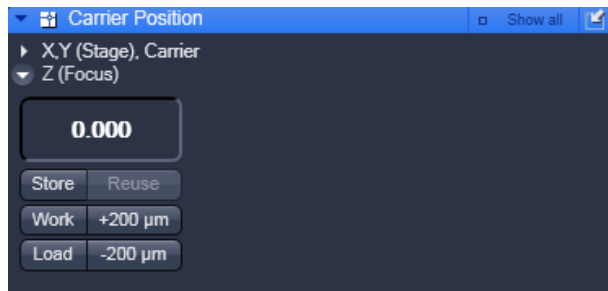 Carrier Position Show all
X,Y (Stage), Carrier
Z (Focus)
0.000
Store Reuse
Work +200 µm
Load -200 µm